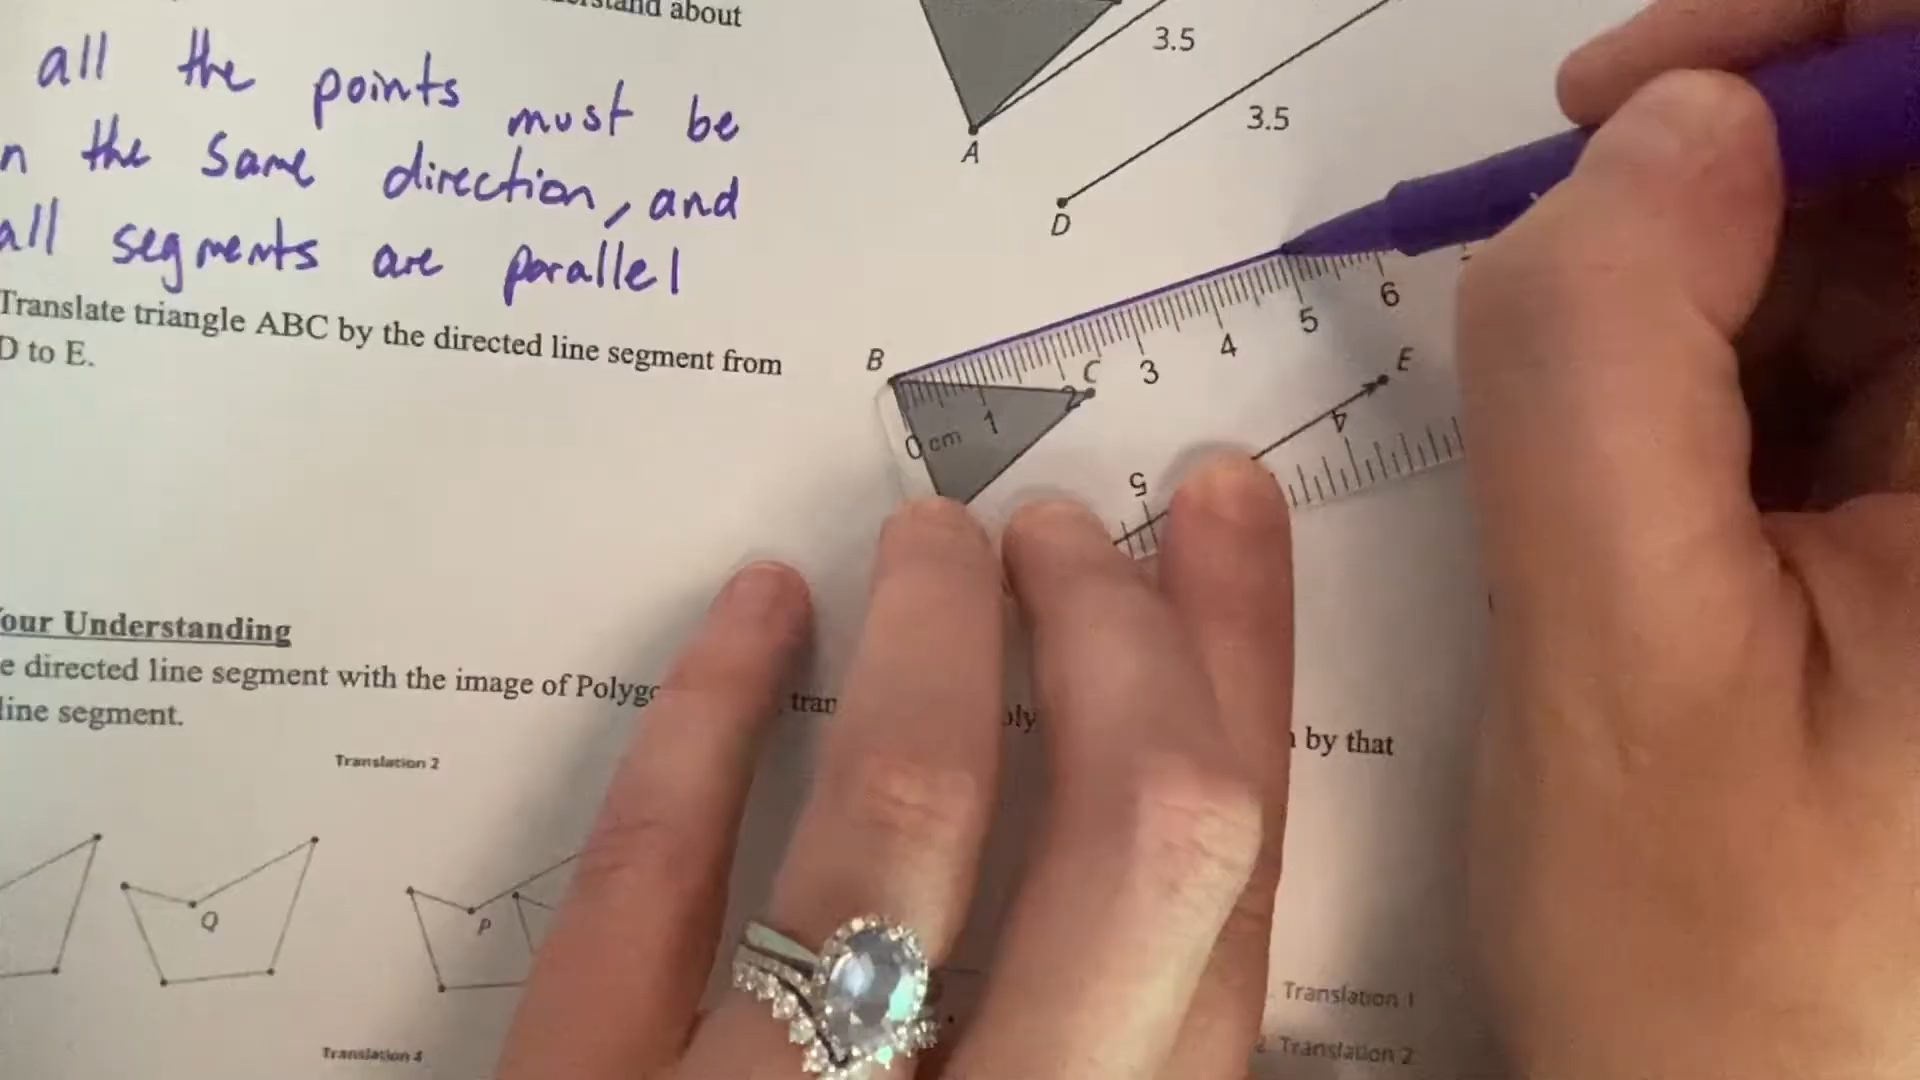 about
all the points must be
the same direction, and
all segments are parallel
Translate triangle ABC by the directed line segment from
D to E.
3.5
3.5
A
D
B
C
E
0 cm 1 2 3 4 5 6
5 4
Your Understanding
directed line segment with the image of
by that
line segment.
Translation 2
Q
P
Translation 4
Translation 1
2 Translation 2